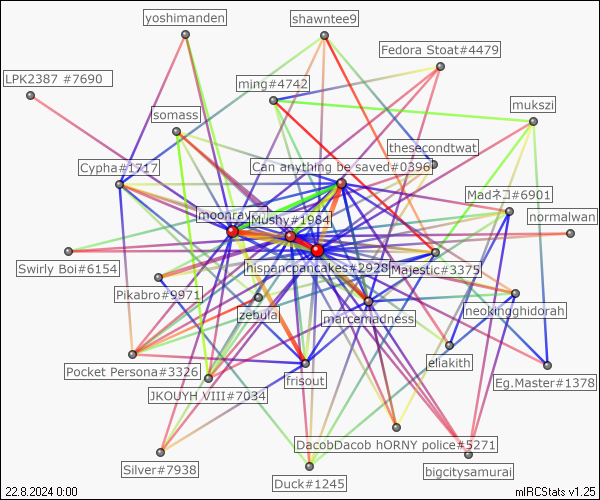 yoshimanden
shawntee9
Fedora Stoat#4479
LPK2387 #7690
ming#4742
mukszi
somass
thesecondtwat
Cypha#1717
Can anything be saved#0396
Madネコ#6901
moonray
Mushy#1984
normalwan
Swirly Boi#6154
hispancpancakes#2928
Majestic#3375
Pikabro#9971
zebula
marcemadness
neokingghidorah
Pocket Persona#3326
frisout
eliakith
Eg.Master#1378
JKOUYH VIII#7034
DacobDacob hORNY police#5271
Silver#7938
Duck#1245
bigcitysamurai
22.8.2024 0:00
mIRCStats v1.25